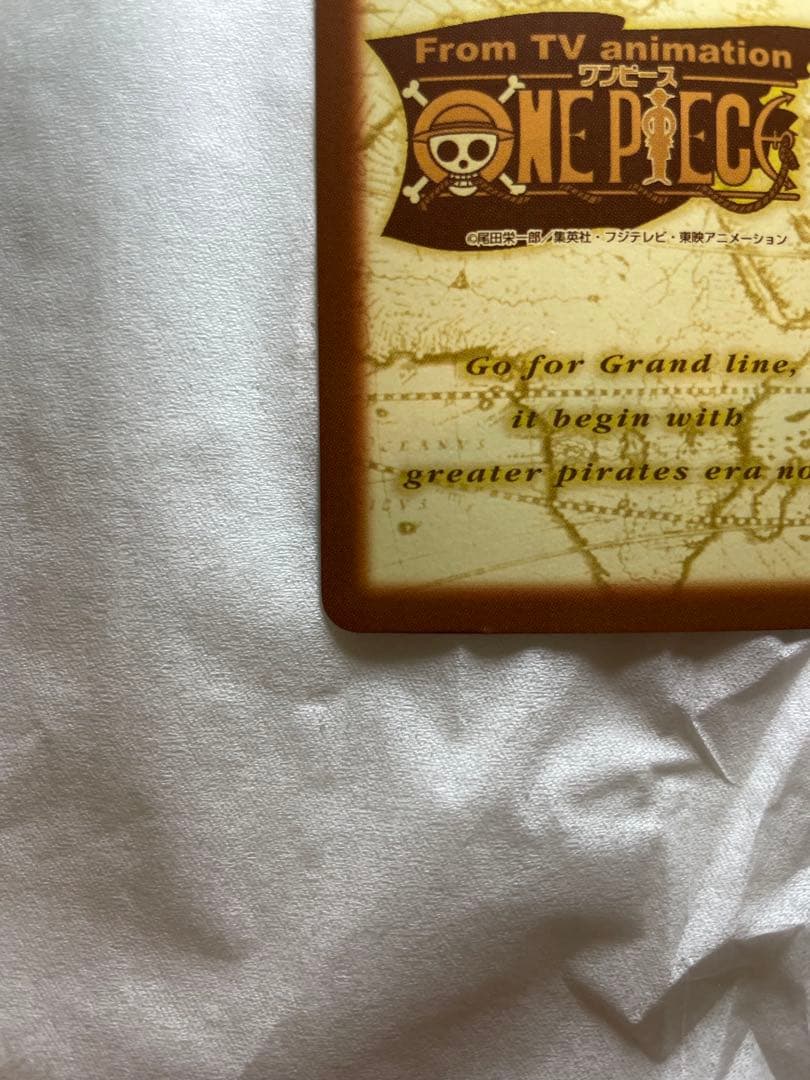 From TV animation
ワンピース
ONE PIECE
©尾田栄一郎/集英社・フジテレビ・東映アニメーション
Go for Grand line,
it begin with
greater pirates era no